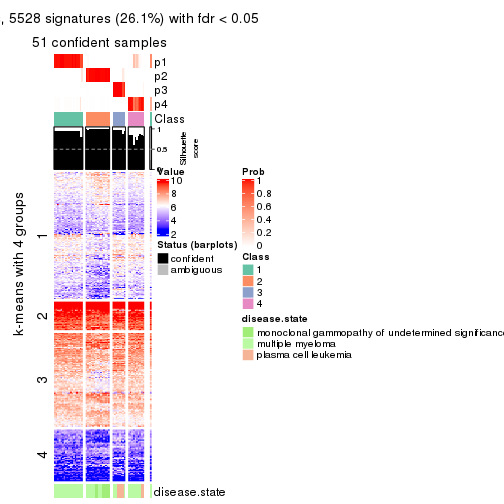 , 5528 signatures (26.1%) with fdr < 0.05
51 confident samples
p1
p2
p3
p4
Class
1
0.5
0
Silhouette
score
k-means with 4 groups
1
2
3
4
disease.state
Value
10
8
6
4
2
Status (barplots)
confident
ambiguous
Prob
1
0.8
0.6
0.4
0.2
0
Class
1
2
3
4
disease.state
monoclonal gammopathy of undetermined significance
multiple myeloma
plasma cell leukemia